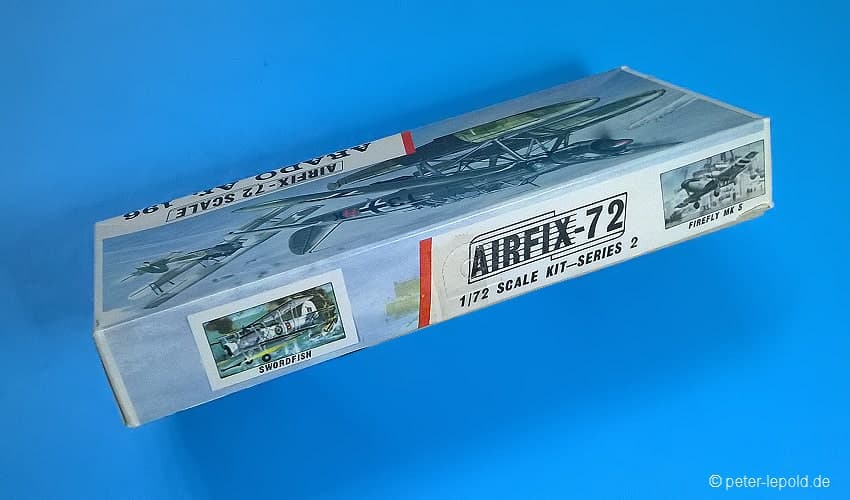 ARADO AR 196
AIRFIX-72 SCALE
AIRFIX-72
1/72 SCALE KIT—SERIES 2
FIREFLY MK 5
SWORDFISH
© peter-lepold.de